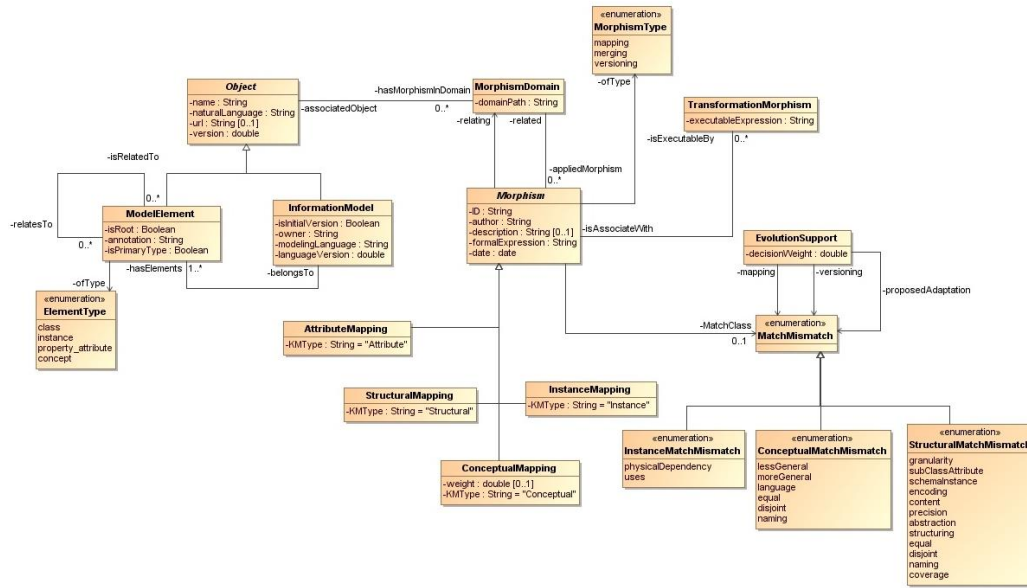 «enumeration»
MorphismType
mapping
merging
versioning
-ofType
Object
-name : String
-naturalLanguage : String
-url : String [0..1]
-version : double
-hasMorphismInDomain
-associatedObject
0..*
MorphismDomain
-domainPath : String
-relating
-related
TransformationMorphism
-executableExpression : String
-isExecutableBy
0..*
-appliedMorphism
0..*
-isRelatedTo
0..*
-relatesTo
0..*
ModelElement
-isRoot : Boolean
-annotation : String
-isPrimaryType : Boolean
-hasElements
1..*
InformationModel
-isInitialVersion : Boolean
-owner : String
-modelingLanguage : String
-languageVersion : double
-belongsTo
Morphism
-ID : String
-author : String
-description : String [0..1]
-formalExpression : String
-date : date
-isAssociateWith
EvolutionSupport
-decisionWeight : double
-mapping
-versioning
-proposedAdaptation
-ofType
«enumeration»
ElementType
class
instance
property_attribute
concept
-MatchClass
0..1
«enumeration»
MatchMismatch
AttributeMapping
-KMType : String = "Attribute"
StructuralMapping
-KMType : String = "Structural"
InstanceMapping
-KMType : String = "Instance"
ConceptualMapping
-weight : double [0..1]
-KMType : String = "Conceptual"
«enumeration»
InstanceMatchMismatch
physicalDependency
uses
«enumeration»
ConceptualMatchMismatch
lessGeneral
moreGeneral
language
equal
disjoint
naming
«enumeration»
StructuralMatchMismatch
granularity
subClassAttribute
schemaInstance
encoding
content
precision
abstraction
structuring
equal
disjoint
naming
coverage